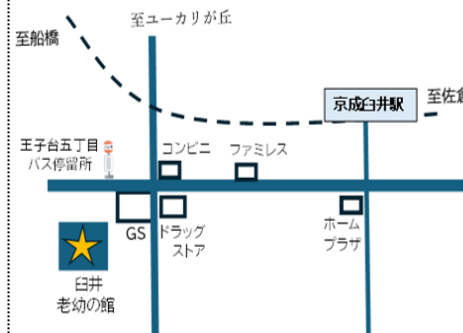 至ユーカリが丘
至船橋
京成臼井駅
至佐倉
王子台五丁目
バス停留所
コンビニ
ファミレス
GS
ドラッグ
ストア
ホーム
プラザ
臼井
老幼の館